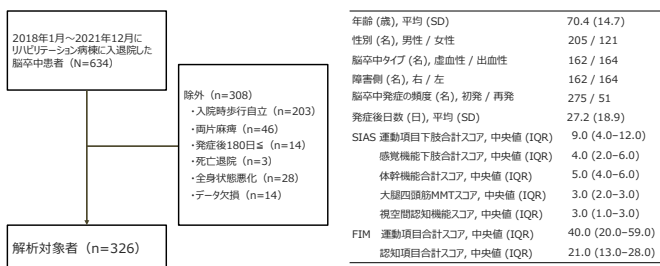 2018年1月～2021年12月に
リハビリテーション病棟に入退院した
脳卒中患者 (N=634)
除外 (n=308)
・入院時歩行自立 (n=203)
・両片麻痺 (n=46)
・発症後180日≦ (n=14)
・死亡退院 (n=3)
・全身状態悪化 (n=28)
・データ欠損 (n=14)
解析対象者 (n=326)
年齢 (歳), 平均 (SD) 70.4 (14.7)
性別 (名), 男性 / 女性 205 / 121
脳卒中タイプ (名), 虚血性 / 出血性 162 / 164
障害側 (名), 右 / 左 162 / 164
脳卒中発症の頻度 (名), 初発 / 再発 275 / 51
発症後日数 (日), 平均 (SD) 27.2 (18.9)
SIAS 運動項目下肢合計スコア, 中央値 (IQR) 9.0 (4.0–12.0)
感覚機能下肢合計スコア, 中央値 (IQR) 4.0 (2.0–6.0)
体幹機能合計スコア, 中央値 (IQR) 5.0 (4.0–6.0)
大腿四頭筋MMTスコア, 中央値 (IQR) 3.0 (2.0–3.0)
視空間認知機能スコア, 中央値 (IQR) 3.0 (1.0–3.0)
FIM 運動項目合計スコア, 中央値 (IQR) 40.0 (20.0–59.0)
認知項目合計スコア, 中央値 (IQR) 21.0 (13.0–28.0)